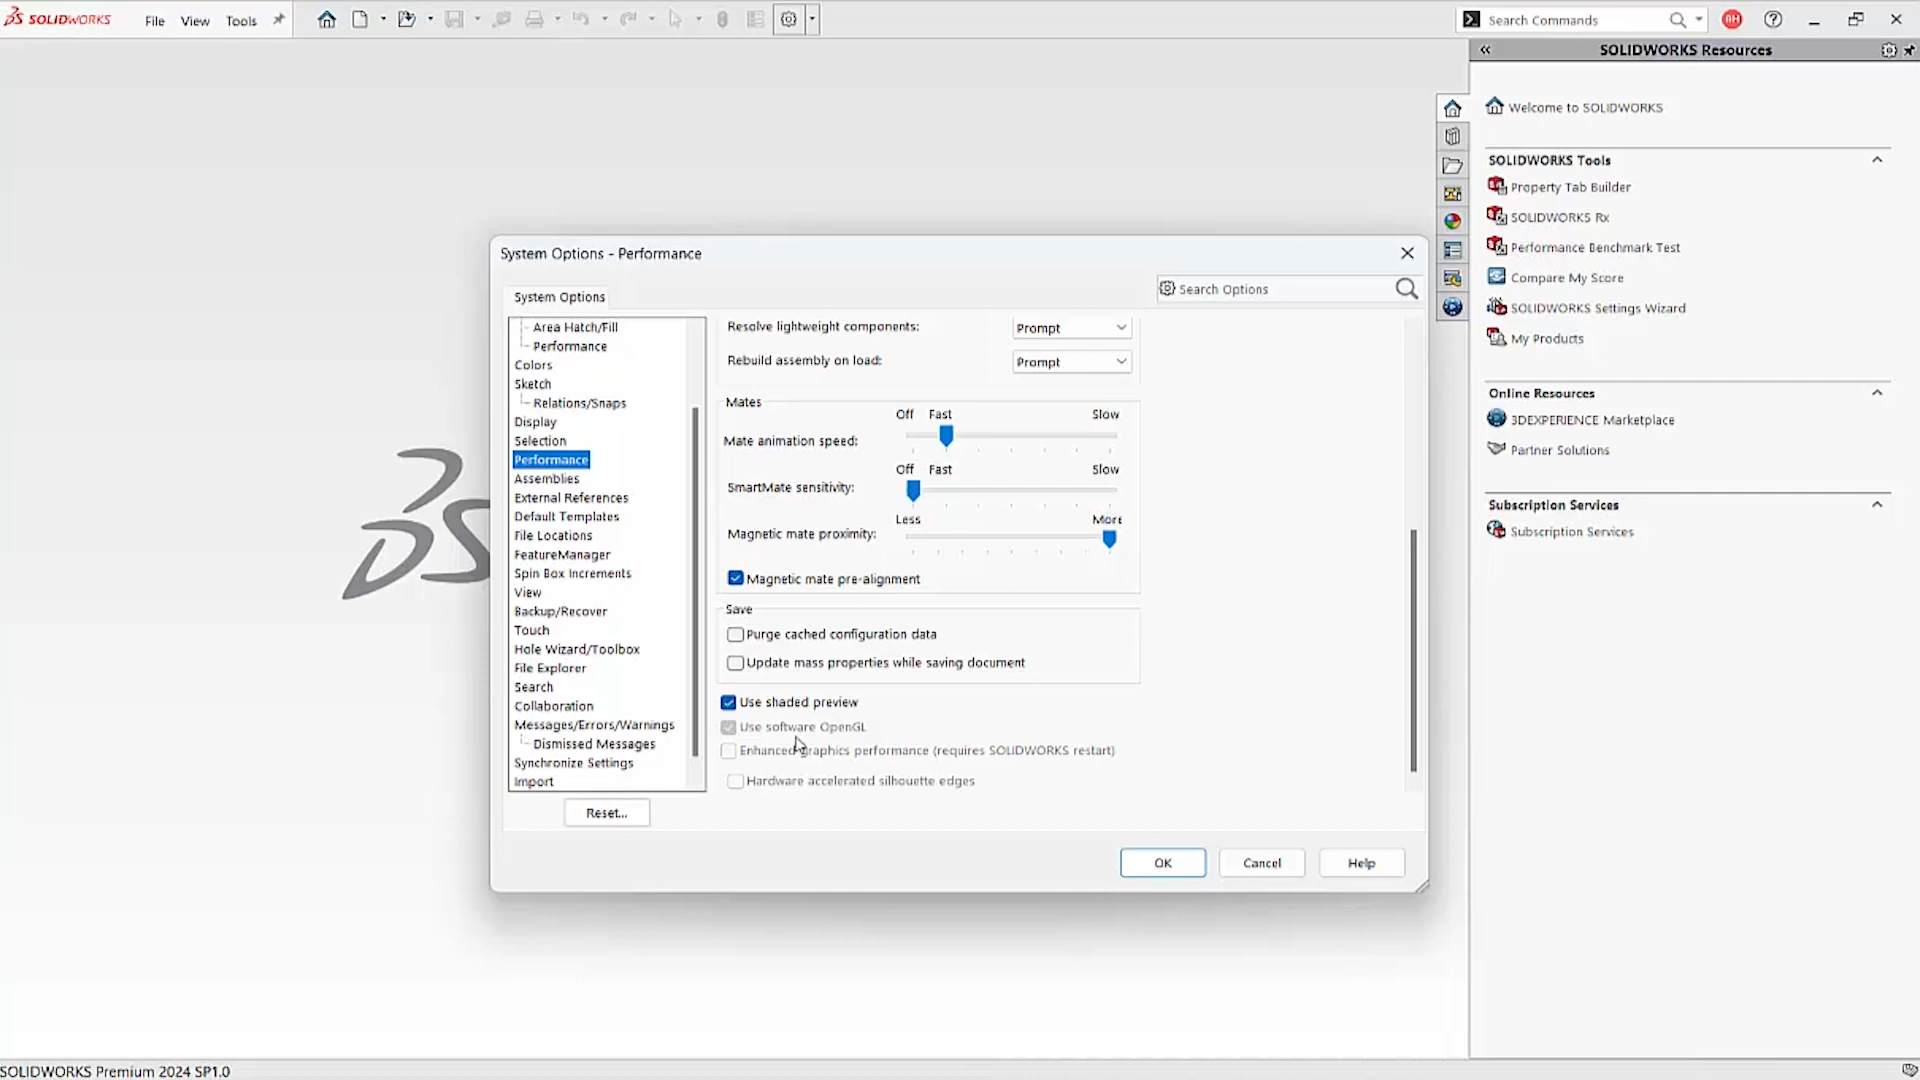 SOLIDWORKS File View Tools
Search Commands
AH
SOLIDWORKS Resources
Welcome to SOLIDWORKS
SOLIDWORKS Tools
Property Tab Builder
SOLIDWORKS Rx
Performance Benchmark Test
Compare My Score
SOLIDWORKS Settings Wizard
My Products
Online Resources
3DEXPERIENCE Marketplace
Partner Solutions
Subscription Services
Subscription Services
System Options - Performance
System Options
Search Options
Area Hatch/Fill
Performance
Colors
Sketch
Relations/Snaps
Display
Selection
Performance
Assemblies
External References
Default Templates
File Locations
FeatureManager
Spin Box Increments
View
Backup/Recover
Touch
Hole Wizard/Toolbox
File Explorer
Search
Collaboration
Messages/Errors/Warnings
Dismissed Messages
Synchronize Settings
Import
Reset...
Resolve lightweight components: Prompt
Rebuild assembly on load: Prompt
Mates
Off Fast Slow
Mate animation speed:
Off Fast Slow
SmartMate sensitivity:
Less More
Magnetic mate proximity:
Magnetic mate pre-alignment
Save
Purge cached configuration data
Update mass properties while saving document
Use shaded preview
Use software OpenGL
Enhanced graphics performance (requires SOLIDWORKS restart)
Hardware accelerated silhouette edges
OK Cancel Help
SOLIDWORKS Premium 2024 SP1.0